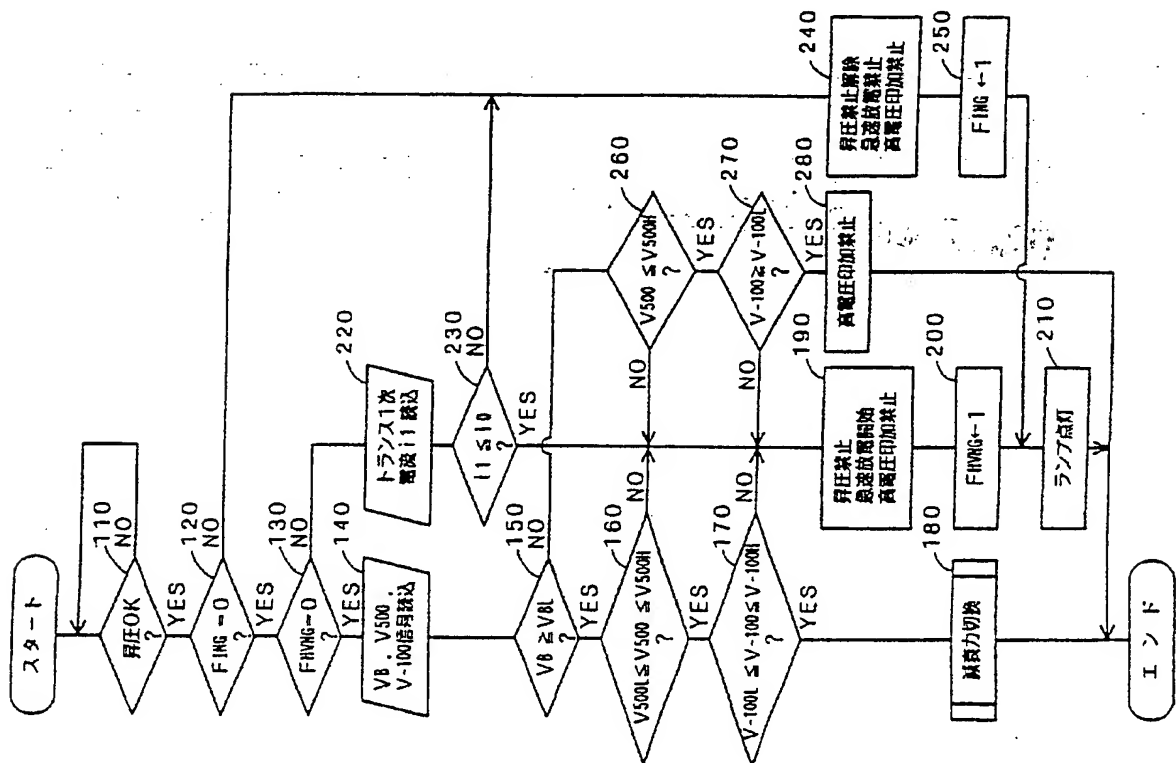 スタート
昇圧OK
?
110
NO
YES
FING=0
?
120
NO
YES
FHVNG=0
?
130
NO
YES
VB, V500,
V-100信号読込
140
VB≧VBL
?
150
NO
YES
V500L≦V500≦V500H
?
160
NO
YES
V-100L≦V-100≦V-100H
?
170
NO
YES
減衰力切換
180
エンド
トランス1次
電流i1読込
220
I1≦I0
?
230
NO
YES
V500≦V500H
?
260
NO
YES
V-100≧V-100L
?
270
NO
YES
高電圧印加禁止
280
昇圧禁止
急速放電開始
高電圧印加禁止
190
FHVNG←1
200
ランプ点灯
210
昇圧禁止解除
急速放電禁止
高電圧印加禁止
240
FING←1
250